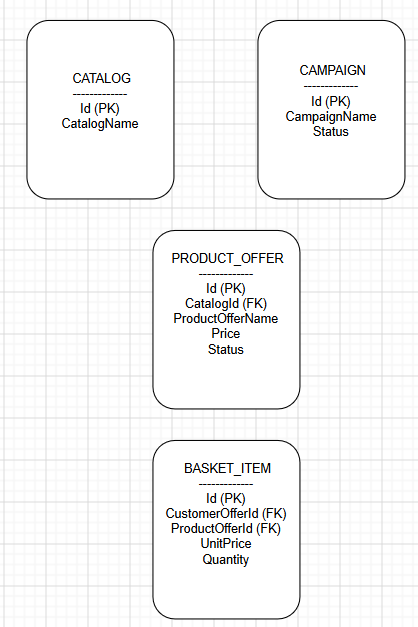 CATALOG
-------------
Id (PK)
CatalogName
CAMPAIGN
-------------
Id (PK)
CampaignName
Status
PRODUCT_OFFER
-------------
Id (PK)
CatalogId (FK)
ProductOfferName
Price
Status
BASKET_ITEM
-------------
Id (PK)
CustomerOfferId (FK)
ProductOfferId (FK)
UnitPrice
Quantity